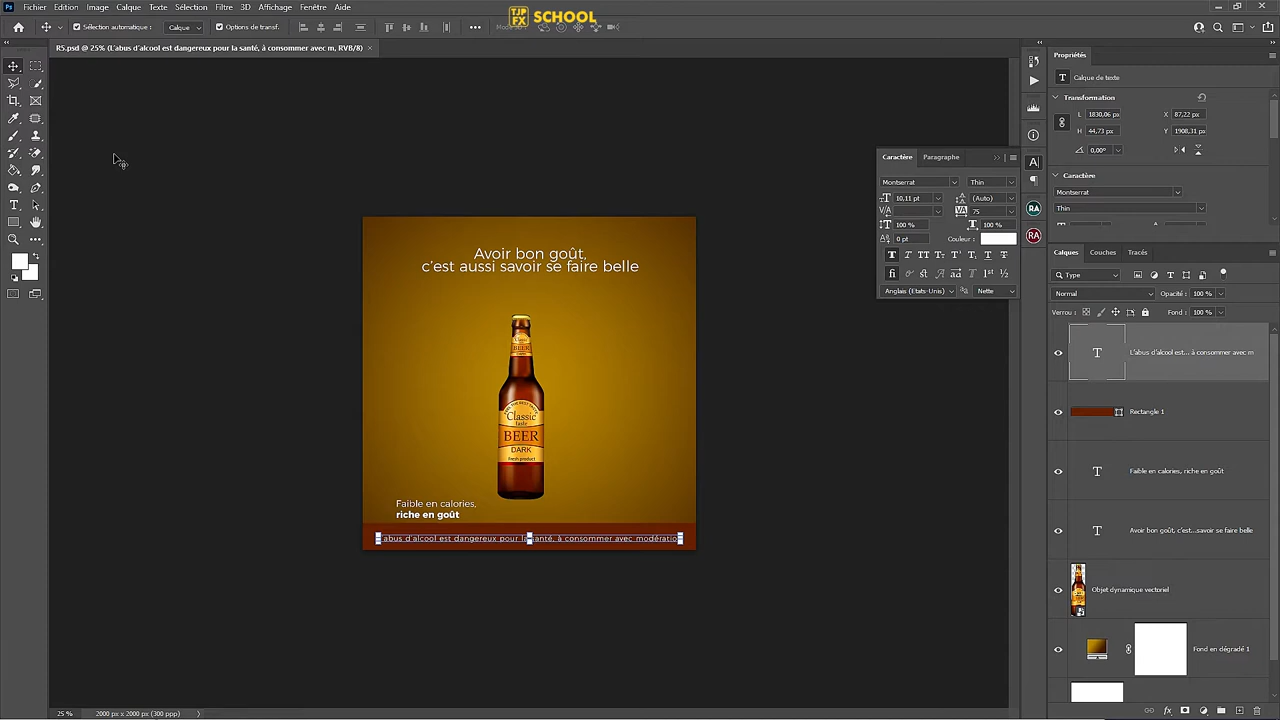 Fichier Edition Image Calque Texte Sélection Filtre 3D Affichage Fenêtre Aide
TJP FX SCHOOL
Sélection automatique : Calque Options de transf.
R5.psd @ 25% (L'abus d'alcool est dangereux pour la santé, à consommer avec m, RVB/8)
Propriétés
Calque de texte
Transformation
L 1830,06 px X 87,22 px
H 44,73 px Y 1908,31 px
0,00°
Caractère
Montserrat
Thin
Caractère Paragraphe
Montserrat Thin
10,11 pt (Auto)
75
100 % 100 %
0 pt Couleur :
Anglais (Etats-Unis) Nette
Calques Couches Tracés
Type
Normal Opacité : 100 %
Verrou : Fond : 100 %
L'abus d'alcool est... à consommer avec m
Rectangle 1
Faible en calories, riche en goût
Avoir bon goût, c'est...savoir se faire belle
Objet dynamique vectoriel
Fond en dégradé 1
Avoir bon goût,
c'est aussi savoir se faire belle
Classic
taste
BEER
DARK
Fresh product
Faible en calories,
riche en goût
L'abus d'alcool est dangereux pour la santé, à consommer avec modératio
25 % 2000 px x 2000 px (300 ppp)